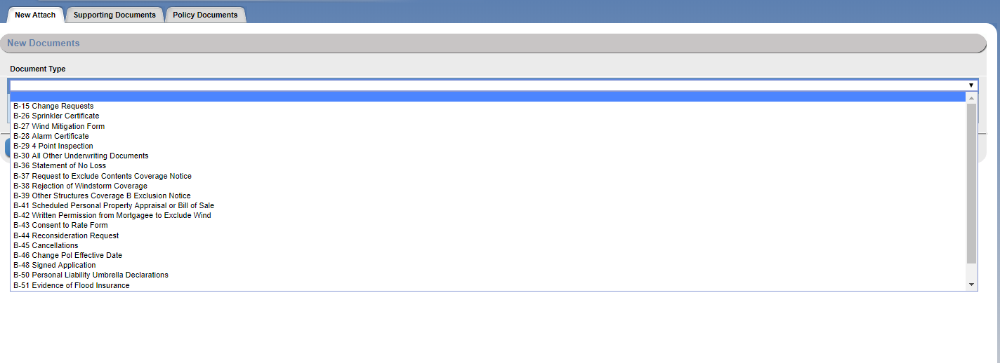 New Attach
Supporting Documents
Policy Documents
New Documents
Document Type
B-15 Change Requests
B-26 Sprinkler Certificate
B-27 Wind Mitigation Form
B-28 Alarm Certificate
B-29 4 Point Inspection
B-30 All Other Underwriting Documents
B-36 Statement of No Loss
B-37 Request to Exclude Contents Coverage Notice
B-38 Rejection of Windstorm Coverage
B-39 Other Structures Coverage B Exclusion Notice
B-41 Scheduled Personal Property Appraisal or Bill of Sale
B-42 Written Permission from Mortgagee to Exclude Wind
B-43 Consent to Rate Form
B-44 Reconsideration Request
B-45 Cancellations
B-46 Change Pol Effective Date
B-48 Signed Application
B-50 Personal Liability Umbrella Declarations
B-51 Evidence of Flood Insurance